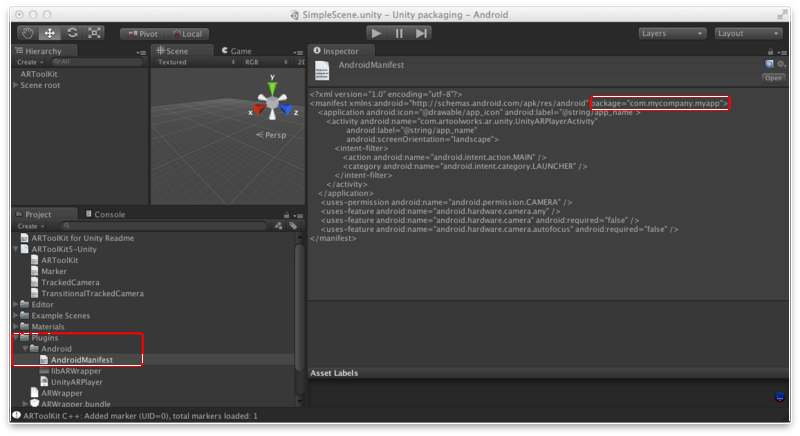 SimpleScene.unity - Unity packaging - Android
Pivot
Local
Layers
Layout
Hierarchy
Create
All
ARToolKit
Scene root
Scene
Game
Textured
RGB
2D
y
x
z
Persp
Inspector
AndroidManifest
Open
<?xml version="1.0" encoding="utf-8"?>
<manifest xmlns:android="http://schemas.android.com/apk/res/android" package="com.mycompany.myapp">
<application android:icon="@drawable/app_icon" android:label="@string/app_name">
<activity android:name="com.artoolworks.ar.unity.UnityARPlayerActivity"
android:label="@string/app_name"
android:screenOrientation="landscape">
<intent-filter>
<action android:name="android.intent.action.MAIN" />
<category android:name="android.intent.category.LAUNCHER" />
</intent-filter>
</activity>
</application>
<uses-permission android:name="android.permission.CAMERA" />
<uses-feature android:name="android.hardware.camera.any" />
<uses-feature android:name="android.hardware.camera" android:required="false" />
<uses-feature android:name="android.hardware.camera.autofocus" android:required="false" />
</manifest>
Project
Console
Create
ARToolKit for Unity Readme
ARToolKit5-Unity
ARToolKit
Marker
TrackedCamera
TransitionalTrackedCamera
Editor
Example Scenes
Materials
Plugins
Android
AndroidManifest
libARWrapper
UnityARPlayer
ARWrapper
ARWrapper.bundle
Asset Labels
ARToolKit C++: Added marker (UID=0), total markers loaded: 1